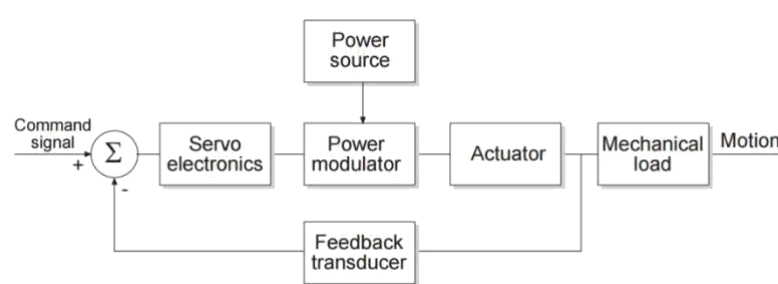 Power
source
Command
signal
+
Σ
-
Servo
electronics
Power
modulator
Actuator
Mechanical
load
Motion
Feedback
transducer